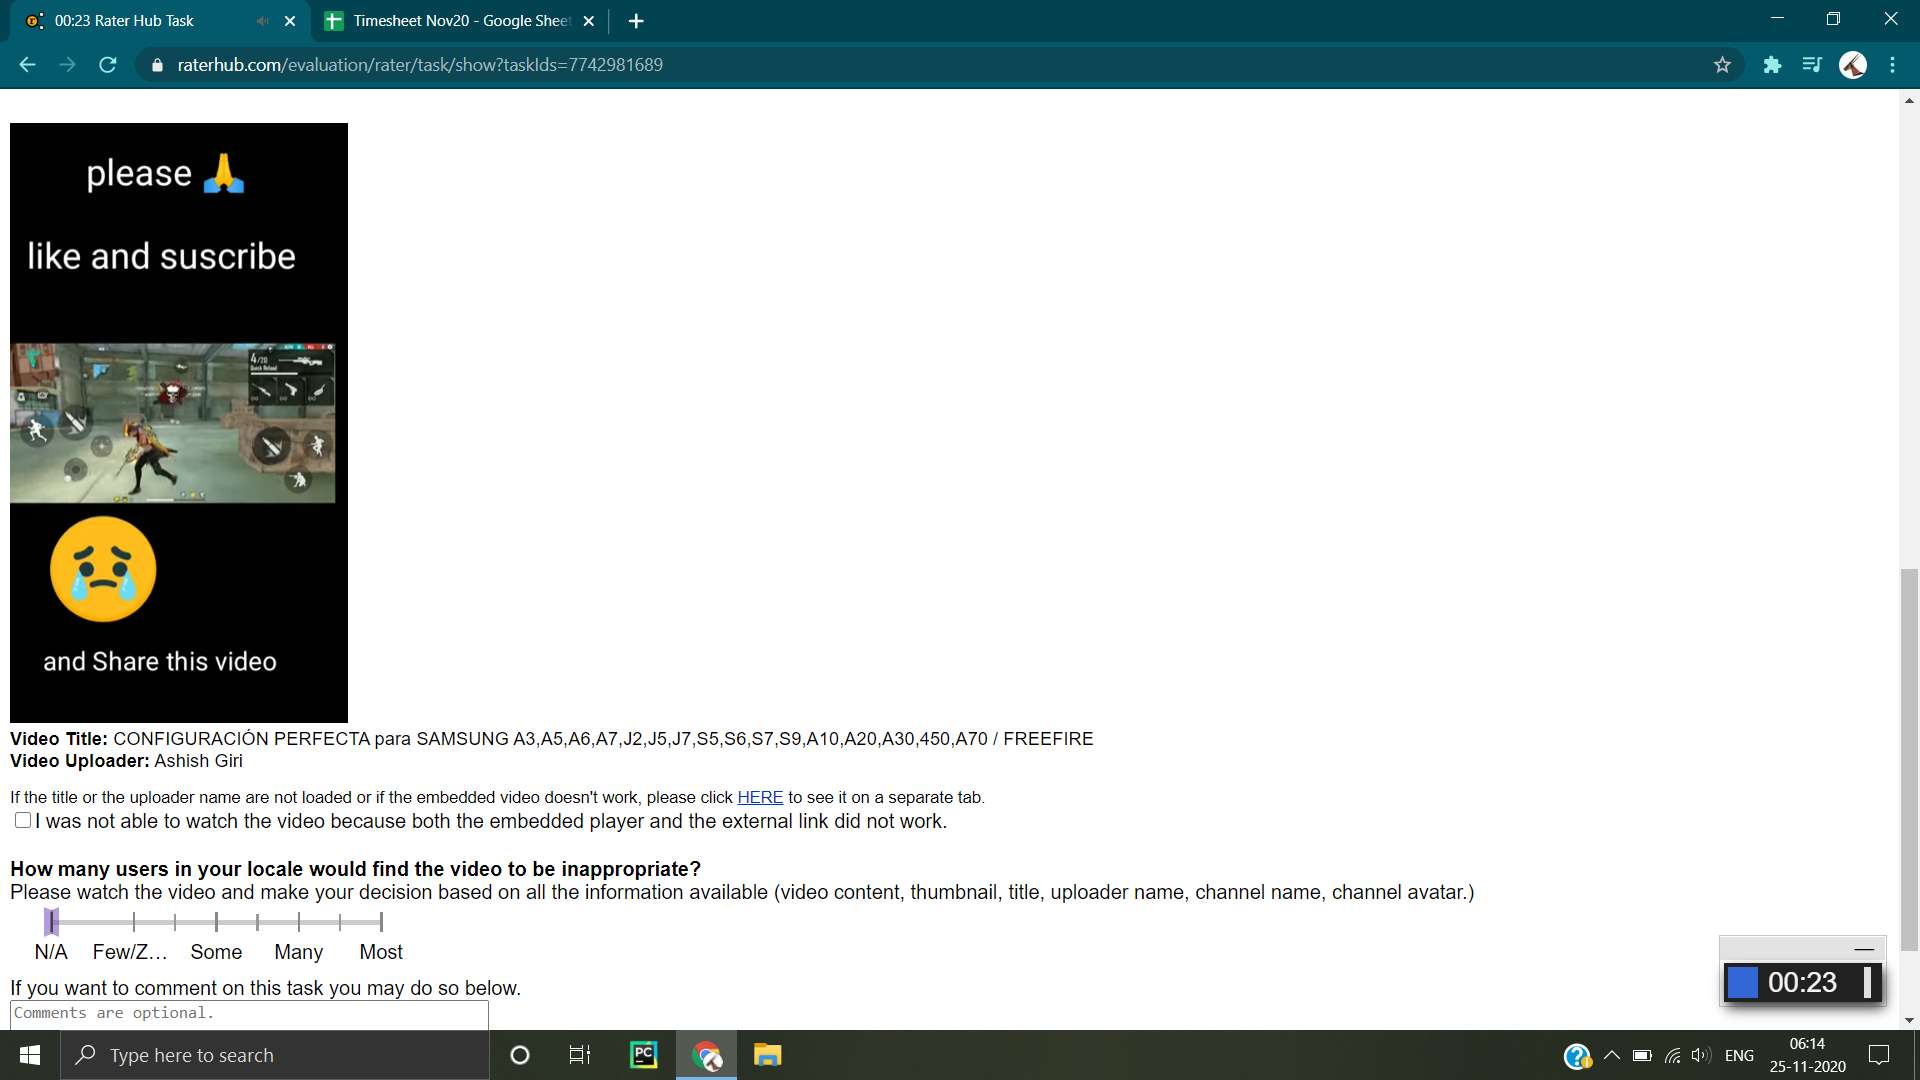 00:23 Rater Hub Task
Timesheet Nov20 - Google Sheet
raterhub.com/evaluation/rater/task/show?taskIds=7742981689
please 🙏
like and suscribe
4/20
Quick Reload
and Share this video
Video Title: CONFIGURACIÓN PERFECTA para SAMSUNG A3,A5,A6,A7,J2,J5,J7,S5,S6,S7,S9,A10,A20,A30,450,A70 / FREEFIRE
Video Uploader: Ashish Giri
If the title or the uploader name are not loaded or if the embedded video doesn't work, please click HERE to see it on a separate tab.
I was not able to watch the video because both the embedded player and the external link did not work.
How many users in your locale would find the video to be inappropriate?
Please watch the video and make your decision based on all the information available (video content, thumbnail, title, uploader name, channel name, channel avatar.)
N/A Few/Z... Some Many Most
If you want to comment on this task you may do so below.
Comments are optional.
00:23
Type here to search
PC
ENG
06:14
25-11-2020